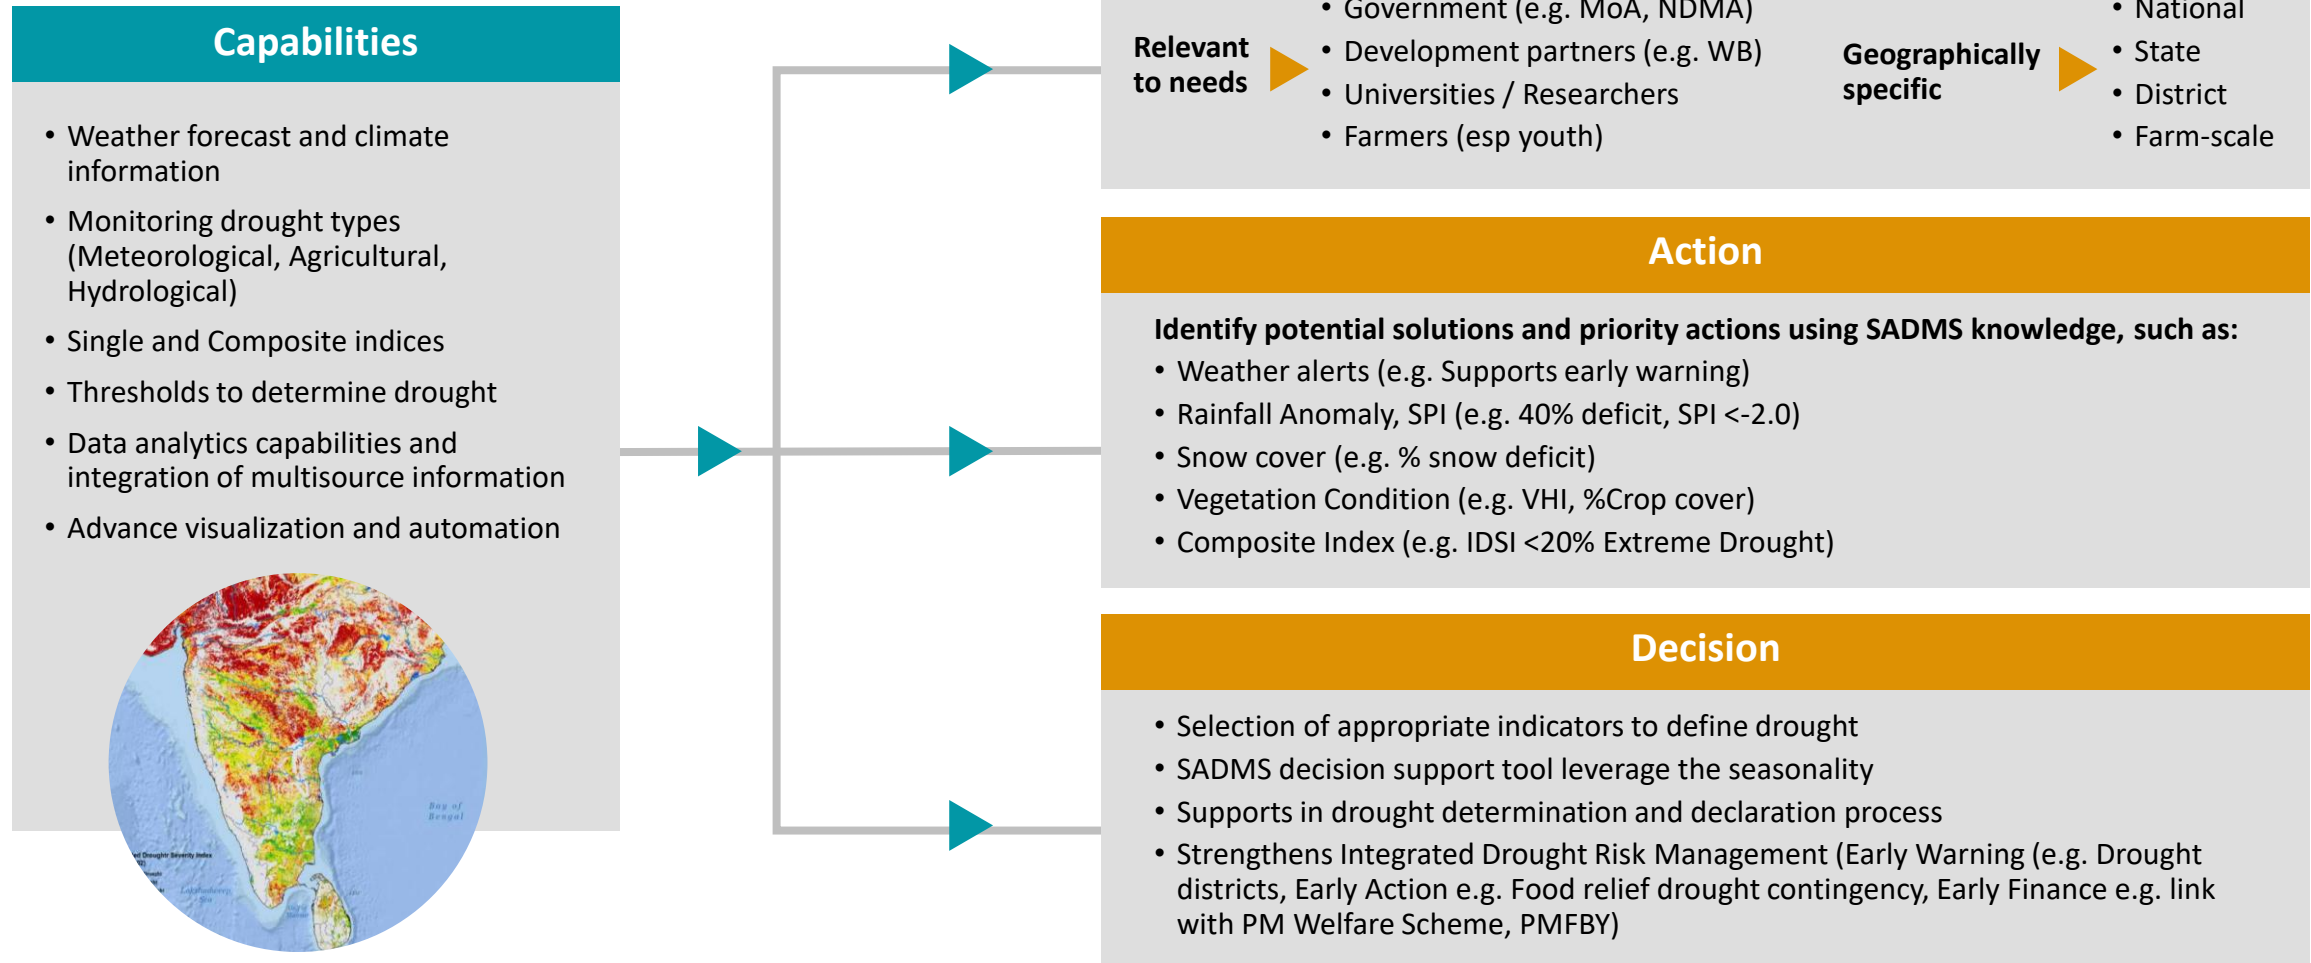 Capabilities
• Weather forecast and climate
information
• Monitoring drought types
(Meteorological, Agricultural,
Hydrological)
• Single and Composite indices
• Thresholds to determine drought
• Data analytics capabilities and
integration of multisource information
• Advance visualization and automation
Bay of
Bengal
ed Droughtr Severity Index
Lakshadweep
Sea
Relevant
to needs
• Government (e.g. MoA, NDMA)
• Development partners (e.g. WB)
• Universities / Researchers
• Farmers (esp youth)
Geographically
specific
• National
• State
• District
• Farm-scale
Action
Identify potential solutions and priority actions using SADMS knowledge, such as:
• Weather alerts (e.g. Supports early warning)
• Rainfall Anomaly, SPI (e.g. 40% deficit, SPI <-2.0)
• Snow cover (e.g. % snow deficit)
• Vegetation Condition (e.g. VHI, %Crop cover)
• Composite Index (e.g. IDSI <20% Extreme Drought)
Decision
• Selection of appropriate indicators to define drought
• SADMS decision support tool leverage the seasonality
• Supports in drought determination and declaration process
• Strengthens Integrated Drought Risk Management (Early Warning (e.g. Drought
districts, Early Action e.g. Food relief drought contingency, Early Finance e.g. link
with PM Welfare Scheme, PMFBY)